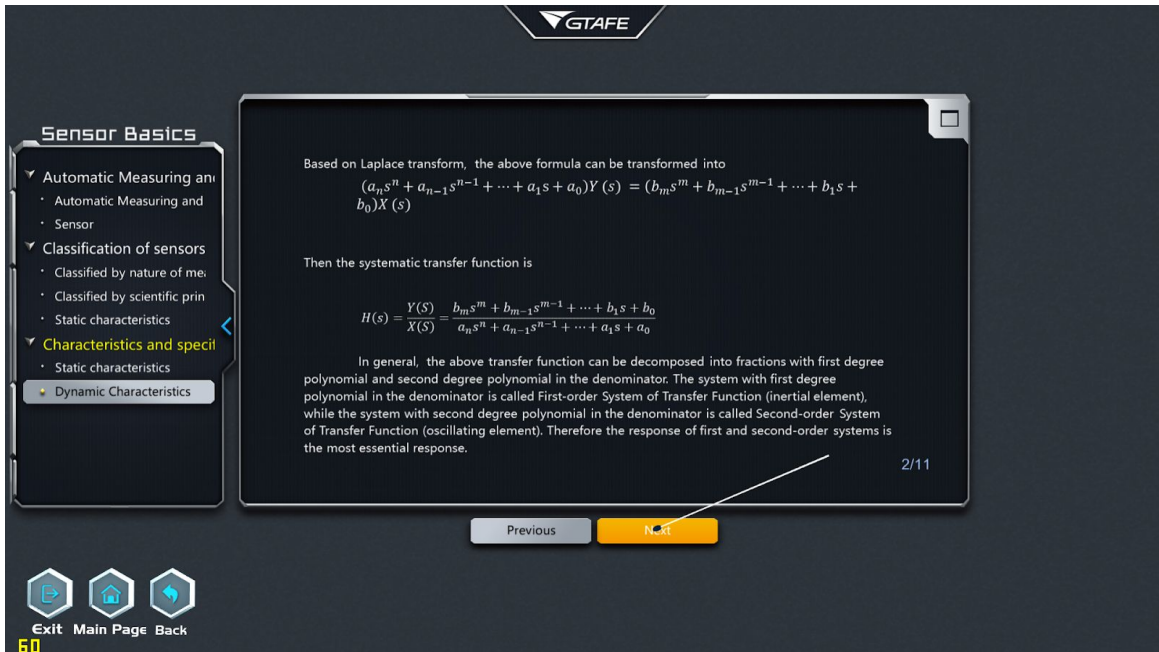 GTAFE
Sensor Basics
Automatic Measuring an
Automatic Measuring and
Sensor
Classification of sensors
Classified by nature of me
Classified by scientific prin
Static characteristics
Characteristics and specif
Static characteristics
Dynamic Characteristics
Based on Laplace transform, the above formula can be transformed into
(aₙsⁿ + aₙ₋₁sⁿ⁻¹ + ⋯ + a₁s + a₀)Y (s) = (bₘsᵐ + bₘ₋₁sᵐ⁻¹ + ⋯ + b₁s +
b₀)X (s)
Then the systematic transfer function is
H(s) = Y(S)/X(S) = (bₘsᵐ + bₘ₋₁sᵐ⁻¹ + ⋯ + b₁s + b₀)/(aₙsⁿ + aₙ₋₁sⁿ⁻¹ + ⋯ + a₁s + a₀)
In general, the above transfer function can be decomposed into fractions with first degree
polynomial and second degree polynomial in the denominator. The system with first degree
polynomial in the denominator is called First-order System of Transfer Function (inertial element),
while the system with second degree polynomial in the denominator is called Second-order System
of Transfer Function (oscillating element). Therefore the response of first and second-order systems is
the most essential response.
2/11
Previous
Next
Exit Main Page Back
60